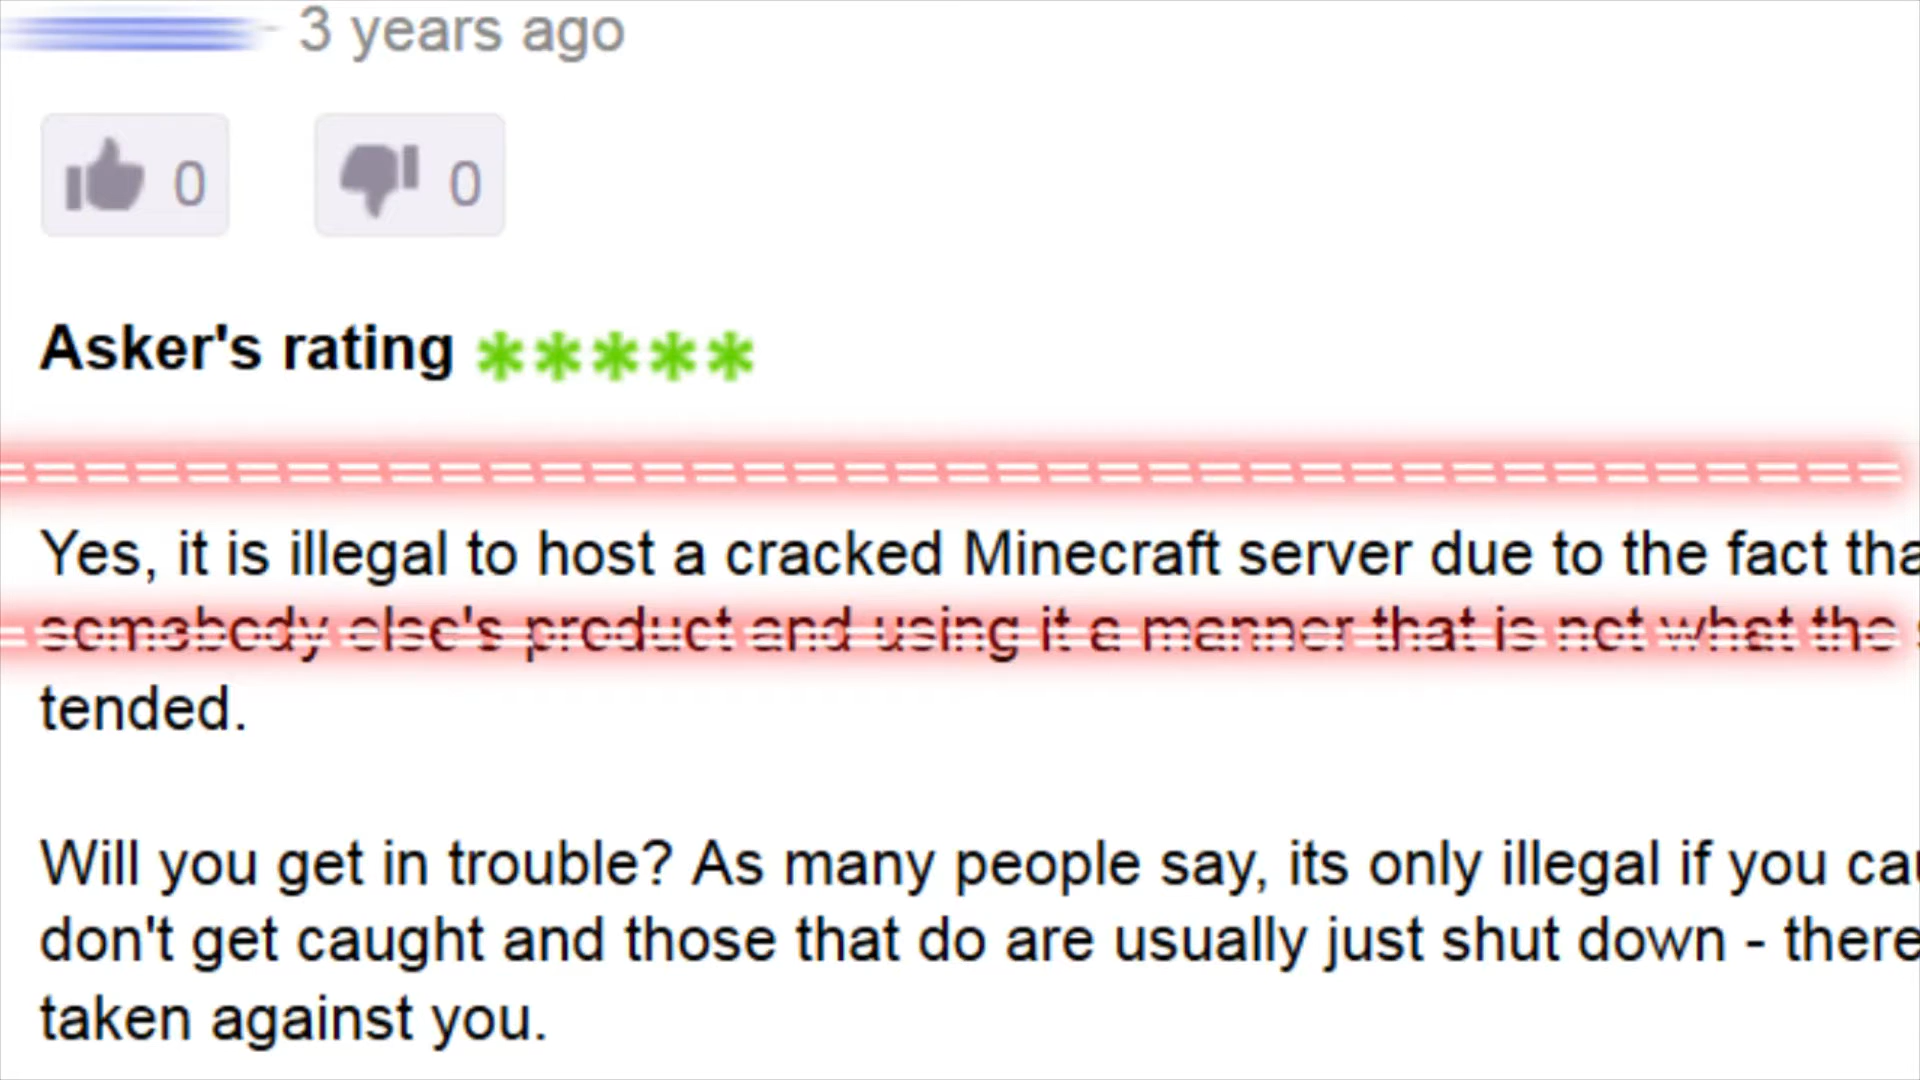 3 years ago
0 0
Asker's rating *****
Yes, it is illegal to host a cracked Minecraft server due to the fact tha
somebody else's product and using it a manner that is not what the s
tended.
Will you get in trouble? As many people say, its only illegal if you cau
don't get caught and those that do are usually just shut down - there
taken against you.